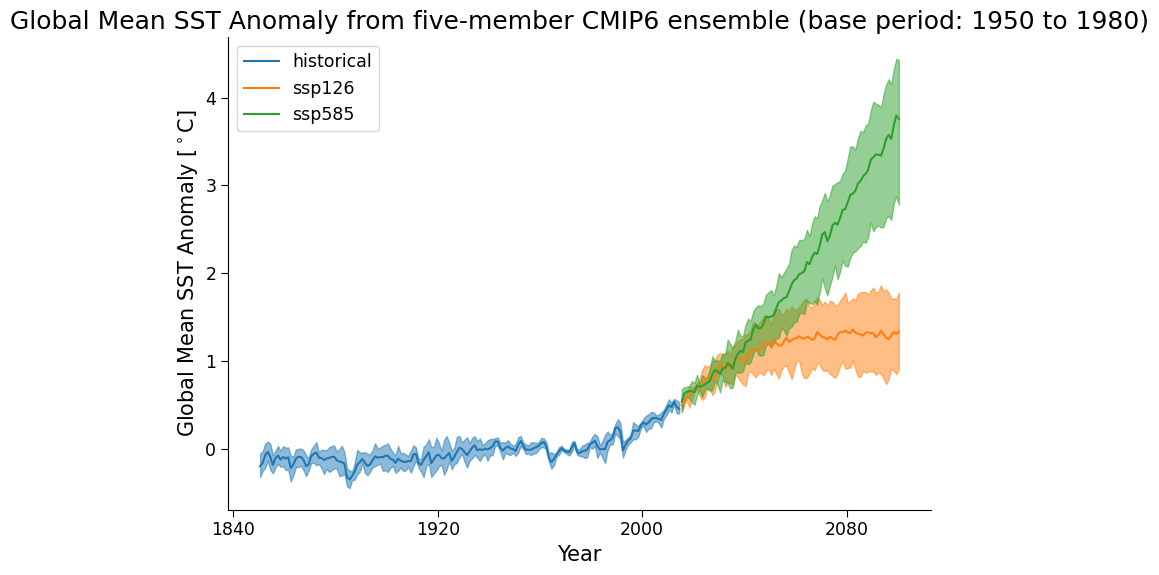 Global Mean SST Anomaly from five-member CMIP6 ensemble (base period: 1950 to 1980)
historical
ssp126
ssp585
Global Mean SST Anomaly [∘C]
4
3
2
1
0
1840 1920 2000 2080
Year